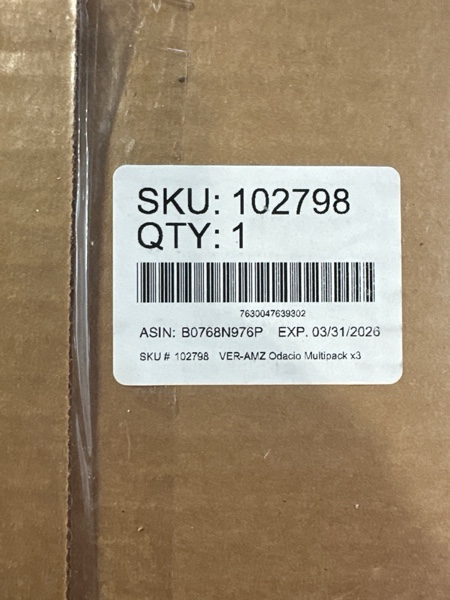 SKU: 102798
QTY: 1
7630047639302
ASIN: B0768N976P EXP. 03/31/2026
SKU # 102798 VER-AMZ Odacio Multipack x3